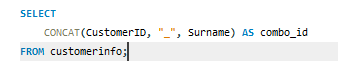 SELECT
CONCAT(CustomerID, "_", Surname) AS combo_id
FROM customerinfo;